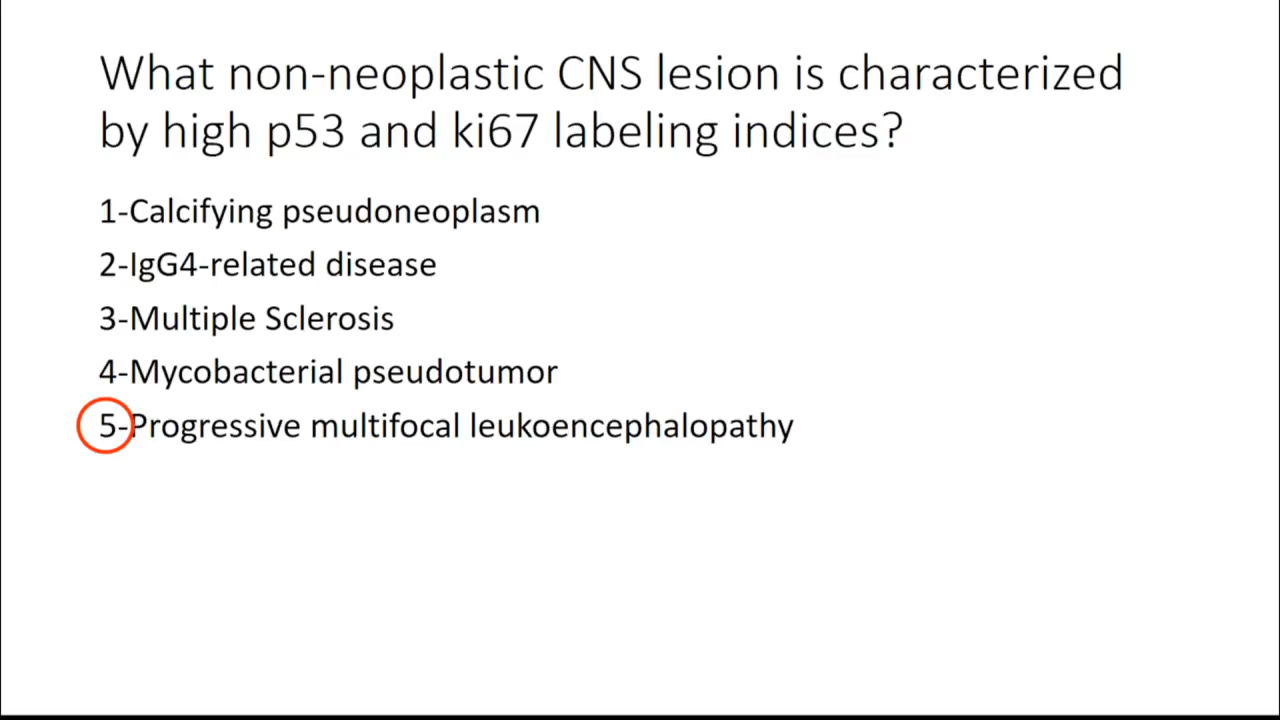 What non-neoplastic CNS lesion is characterized
by high p53 and ki67 labeling indices?
1-Calcifying pseudoneoplasm
2-IgG4-related disease
3-Multiple Sclerosis
4-Mycobacterial pseudotumor
5-Progressive multifocal leukoencephalopathy